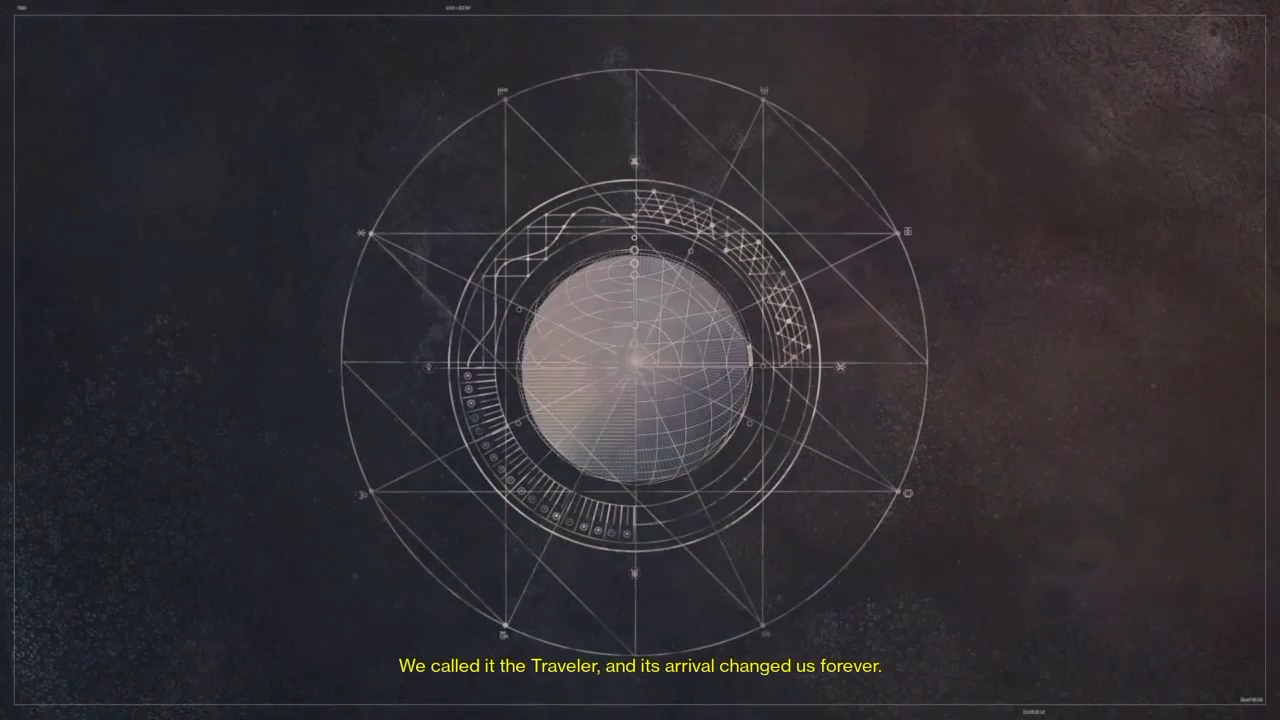 We called it the Traveler, and its arrival changed us forever.